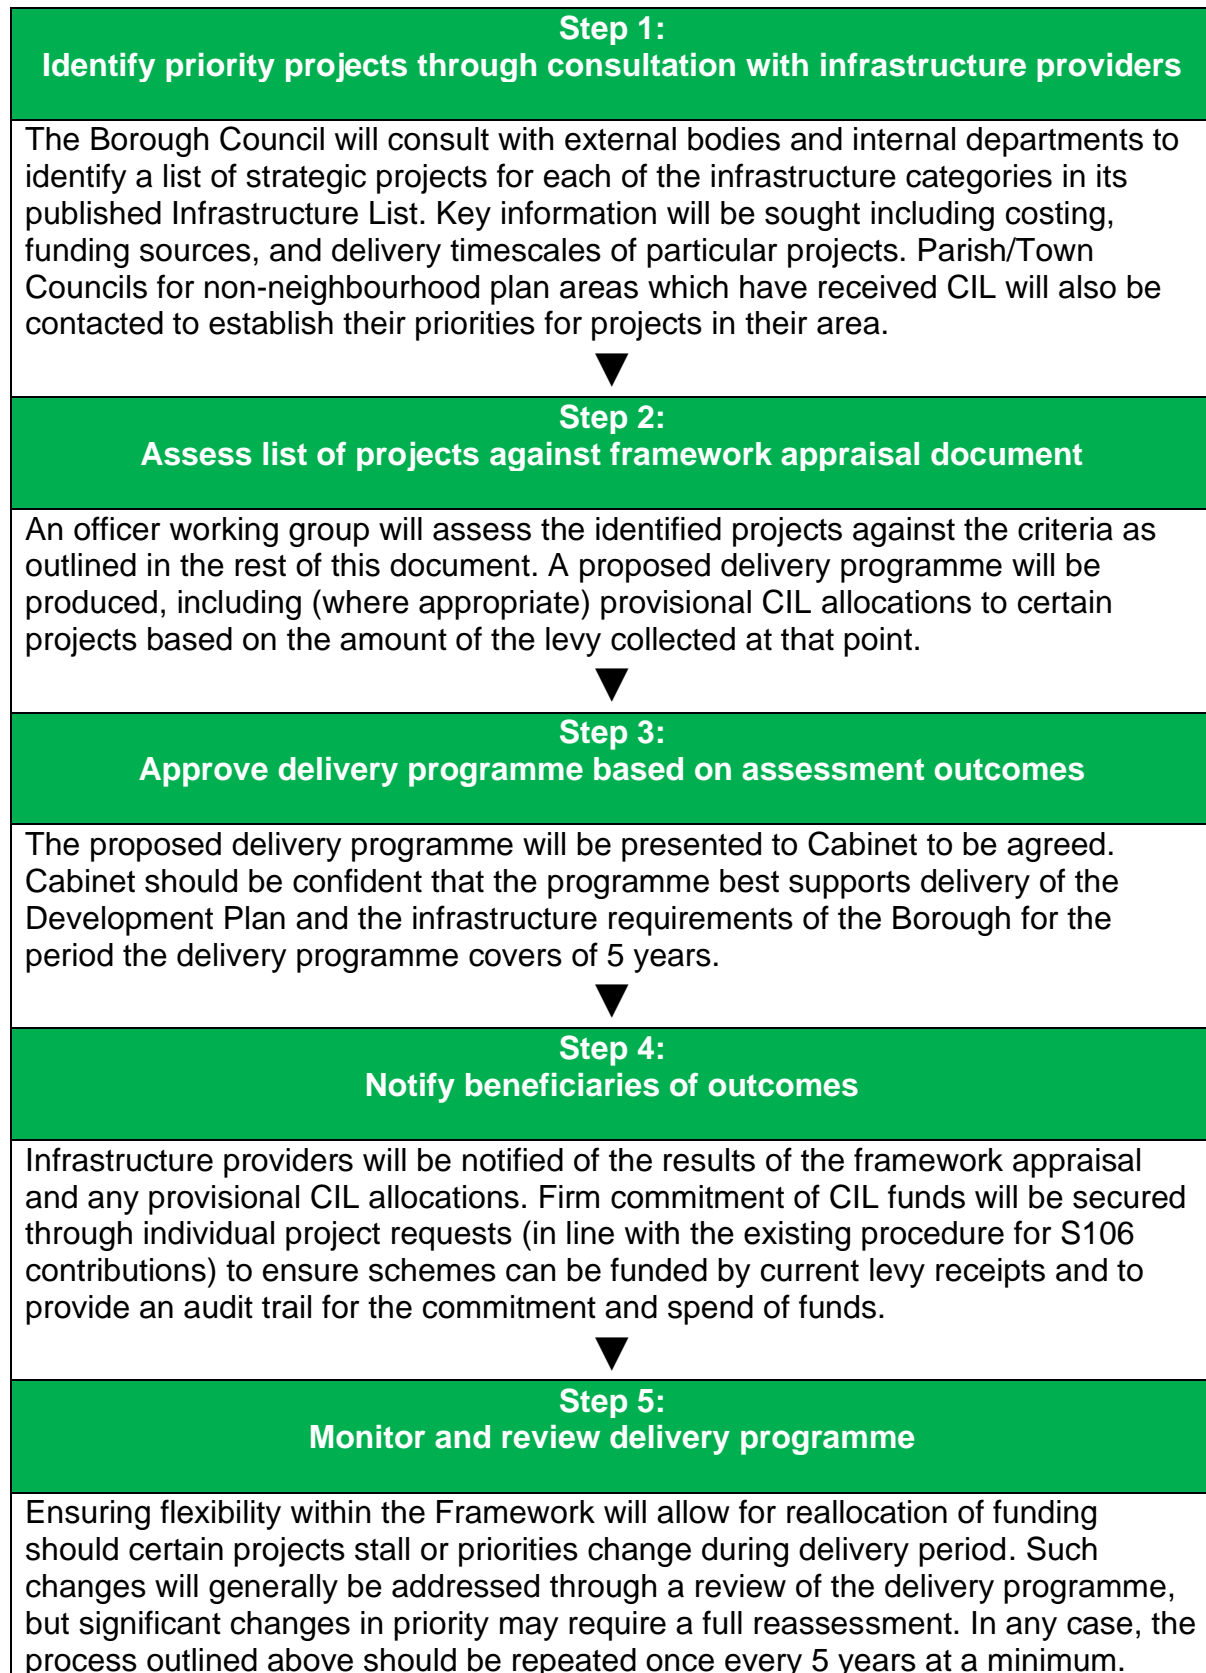 Step 1:
Identify priority projects through consultation with infrastructure providers
The Borough Council will consult with external bodies and internal departments to
identify a list of strategic projects for each of the infrastructure categories in its
published Infrastructure List. Key information will be sought including costing,
funding sources, and delivery timescales of particular projects. Parish/Town
Councils for non-neighbourhood plan areas which have received CIL will also be
contacted to establish their priorities for projects in their area.
Step 2:
Assess list of projects against framework appraisal document
An officer working group will assess the identified projects against the criteria as
outlined in the rest of this document. A proposed delivery programme will be
produced, including (where appropriate) provisional CIL allocations to certain
projects based on the amount of the levy collected at that point.
Step 3:
Approve delivery programme based on assessment outcomes
The proposed delivery programme will be presented to Cabinet to be agreed.
Cabinet should be confident that the programme best supports delivery of the
Development Plan and the infrastructure requirements of the Borough for the
period the delivery programme covers of 5 years.
Step 4:
Notify beneficiaries of outcomes
Infrastructure providers will be notified of the results of the framework appraisal
and any provisional CIL allocations. Firm commitment of CIL funds will be secured
through individual project requests (in line with the existing procedure for S106
contributions) to ensure schemes can be funded by current levy receipts and to
provide an audit trail for the commitment and spend of funds.
Step 5:
Monitor and review delivery programme
Ensuring flexibility within the Framework will allow for reallocation of funding
should certain projects stall or priorities change during delivery period. Such
changes will generally be addressed through a review of the delivery programme,
but significant changes in priority may require a full reassessment. In any case, the
process outlined above should be repeated once every 5 years at a minimum.